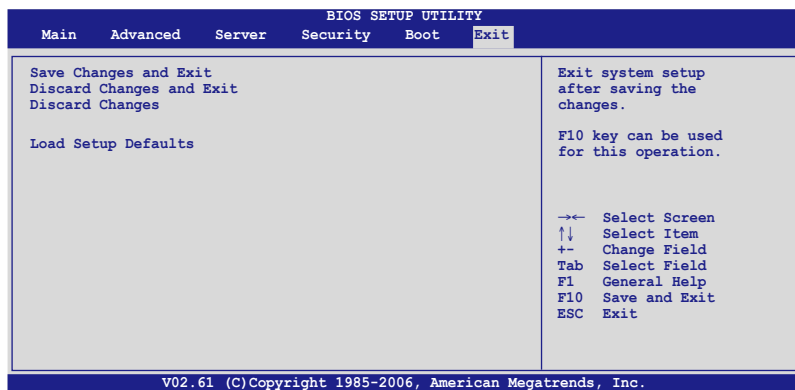 BIOS SETUP UTILITY
Main Advanced Server Security Boot Exit
Save Changes and Exit
Discard Changes and Exit
Discard Changes
Load Setup Defaults
Exit system setup
after saving the
changes.
F10 key can be used
for this operation.
→← Select Screen
↑↓ Select Item
+- Change Field
Tab Select Field
F1 General Help
F10 Save and Exit
ESC Exit
V02.61 (C)Copyright 1985-2006, American Megatrends, Inc.